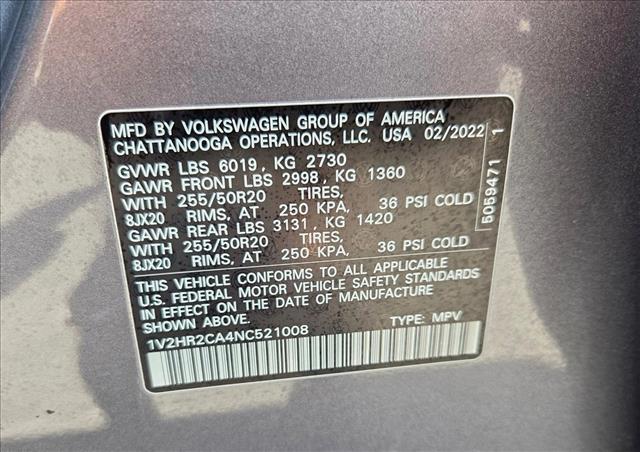 MFD BY VOLKSWAGEN GROUP OF AMERICA
CHATTANOOGA OPERATIONS, LLC. USA 02/2022
GVWR LBS 6019, KG 2730
GAWR FRONT LBS 2998, KG 1360
WITH 255/50R20 TIRES,
8JX20 RIMS, AT 250 KPA, 36 PSI COLD
GAWR REAR LBS 3131, KG 1420
WITH 255/50R20 TIRES,
8JX20 RIMS, AT 250 KPA, 36 PSI COLD
THIS VEHICLE CONFORMS TO ALL APPLICABLE
U.S. FEDERAL MOTOR VEHICLE SAFETY STANDARDS
IN EFFECT ON THE DATE OF MANUFACTURE
SHOWN ABOVE.
1V2HR2CA4NC521008 TYPE: MPV
5059471 1